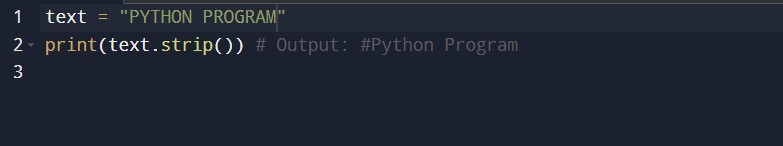 1 text = "PYTHON PROGRAM"
2 print(text.strip()) # Output: #Python Program
3